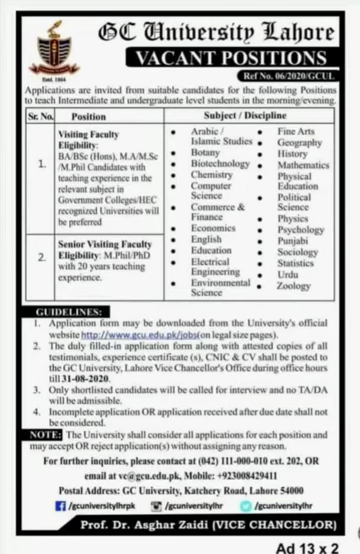 GC University Lahore
VACANT POSITIONS
Estd. 1864
Ref No. 06/2020/GCUL
Applications are invited from suitable candidates for the following Positions
to teach Intermediate and undergraduate level students in the morning/evening.
Sr. No. Position Subject / Discipline
1.
Visiting Faculty
Eligibility:
BA/BSc (Hons), M.A/M.Sc
/M.Phil Candidates with
teaching experience in the
relevant subject in
Government Colleges/HEC
recognized Universities will
be preferred
2.
Senior Visiting Faculty
Eligibility: M.Phil/PhD
with 20 years teaching
experience.
• Arabic /
Islamic Studies
• Botany
• Biotechnology
• Chemistry
• Computer
Science
• Commerce &
Finance
• Economics
• English
• Education
• Electrical
Engineering
• Environmental
Science
• Fine Arts
• Geography
• History
• Mathematics
• Physical
Education
• Political
Science
• Physics
• Psychology
• Punjabi
• Sociology
• Statistics
• Urdu
• Zoology
GUIDELINES:
1. Application form may be downloaded from the University's official
website http://www.gcu.edu.pk/jobs(on legal size pages).
2. The duly filled-in application form along with attested copies of all
testimonials, experience certificate (s), CNIC & CV shall be posted to
the GC University, Lahore Vice Chancellor's Office during office hours
till 31-08-2020.
3. Only shortlisted candidates will be called for interview and no TA/DA
will be admissible.
4. Incomplete application OR application received after due date shall not
be considered.
NOTE: The University shall consider all applications for each position and
may accept OR reject application(s) without assigning any reason.
For further inquiries, please contact at (042) 111-000-010 ext. 202, OR
email at vc@gcu.edu.pk, Mobile: +923008429411
Postal Address: GC University, Katchery Road, Lahore 54000
/gcuniversitylhrpk /gcuniversitylhr /gcuniversitylhr
Prof. Dr. Asghar Zaidi (VICE CHANCELLOR)
Ad 13 x 2